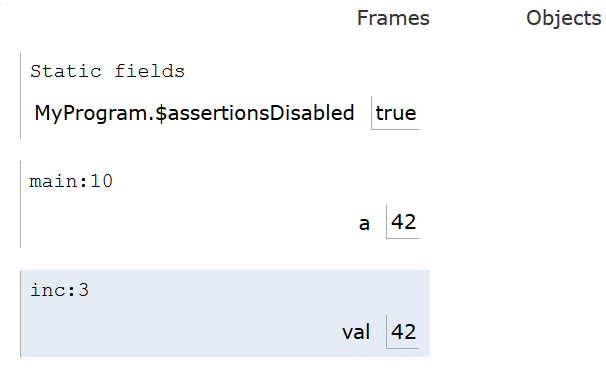 Frames Objects
Static fields
MyProgram.$assertionsDisabled true
main:10
a 42
inc:3
val 42